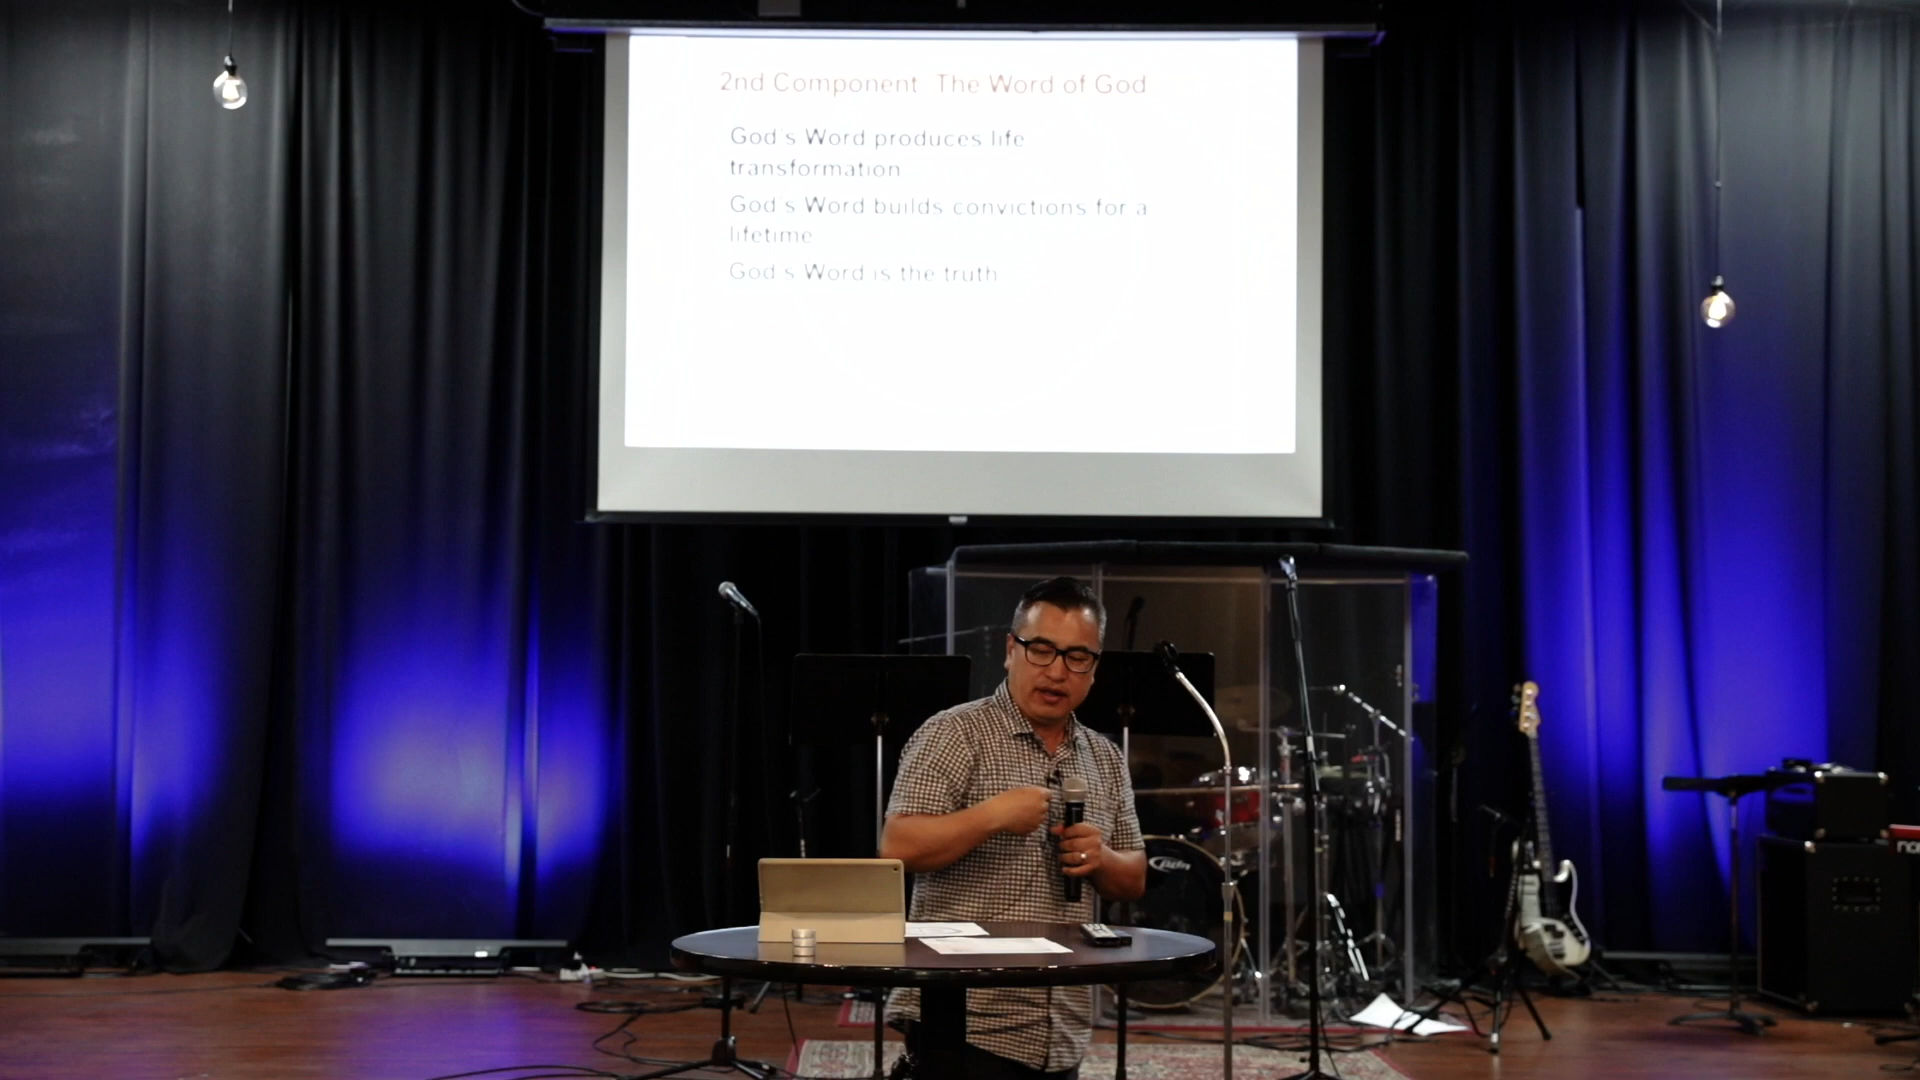 2nd Component The Word of God
God's Word produces life
transformation
God's Word builds convictions for a
lifetime
God's Word is the truth
pdp